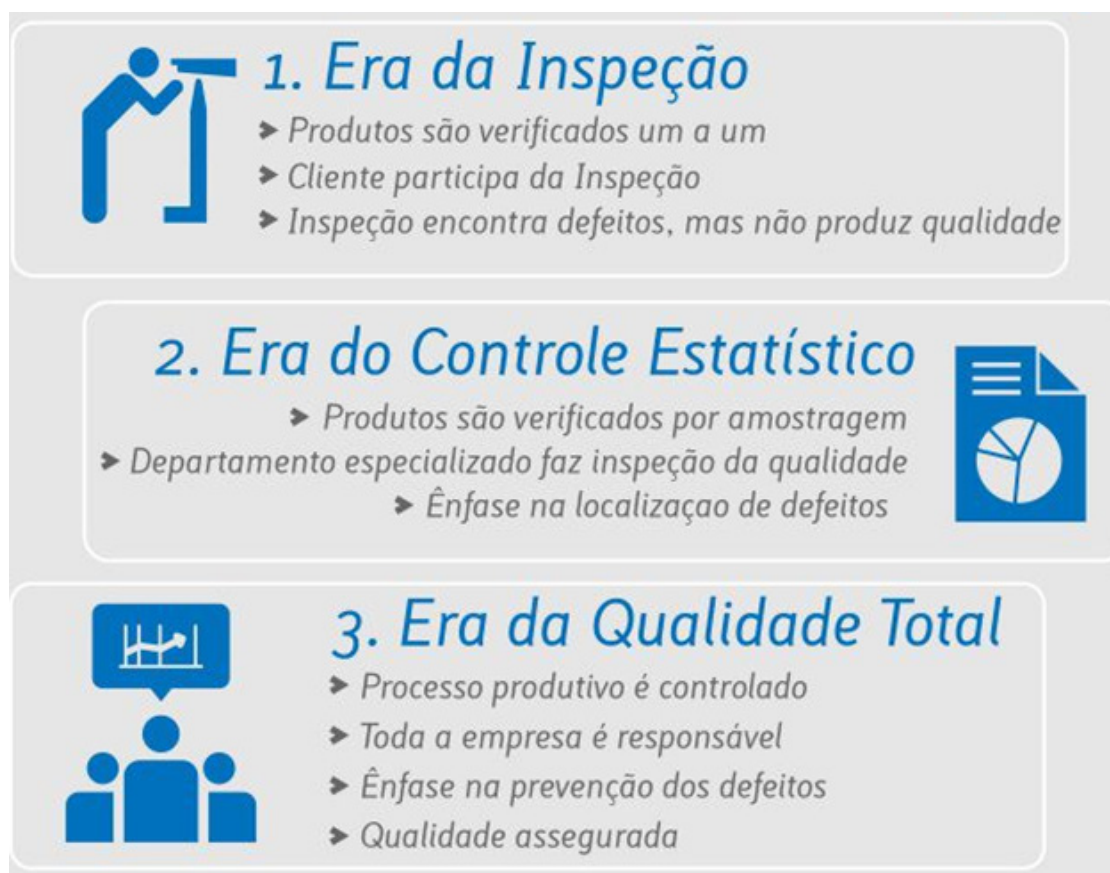 1. Era da Inspeção
➤ Produtos são verificados um a um
➤ Cliente participa da Inspeção
➤ Inspeção encontra defeitos, mas não produz qualidade
2. Era do Controle Estatístico
➤ Produtos são verificados por amostragem
➤ Departamento especializado faz inspeção da qualidade
➤ Ênfase na localizaçao de defeitos
3. Era da Qualidade Total
➤ Processo produtivo é controlado
➤ Toda a empresa é responsável
➤ Ênfase na prevenção dos defeitos
➤ Qualidade assegurada